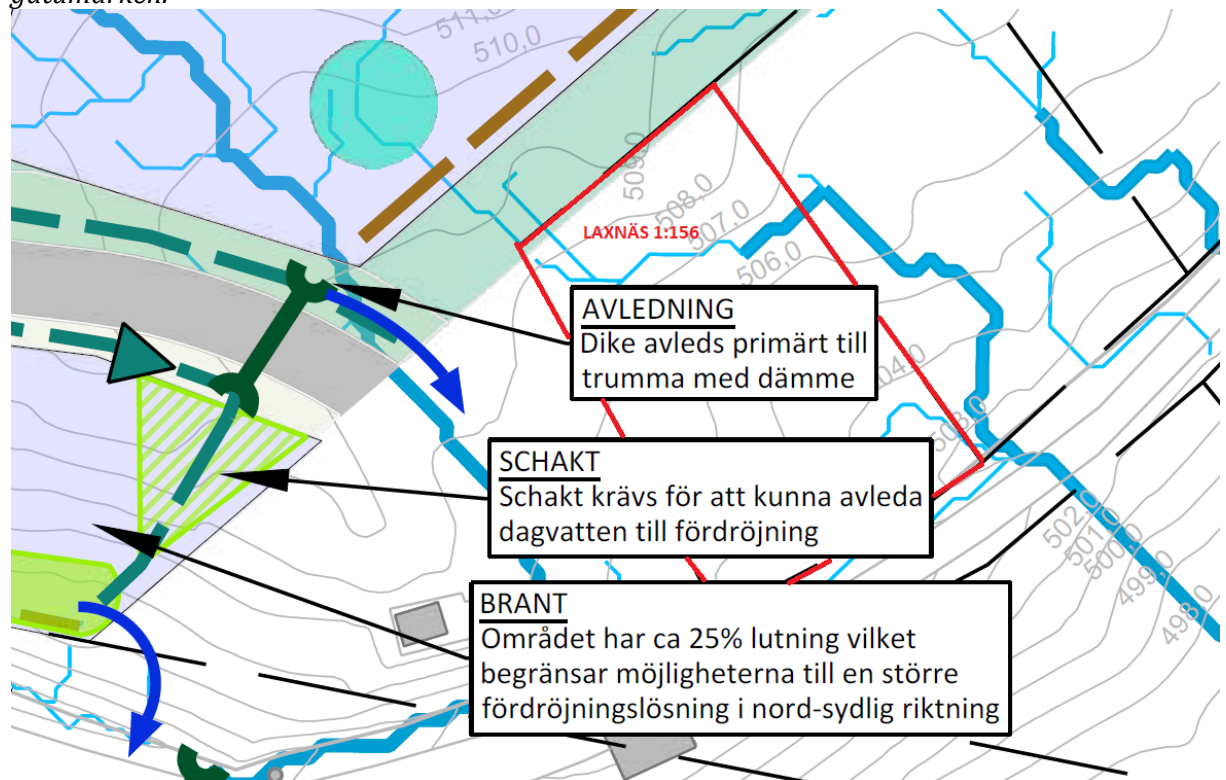 511,0
510,0
509,0
508,0
507,0
506,0
LAXNÄS 1:156
AVLEDNING
Dike avleds primärt till
trumma med dämme
04,0
503,0
SCHAKT
Schakt krävs för att kunna avleda
dagvatten till fördröjning
502,0
501,0
500,0
499,0
498,0
BRANT
Området har ca 25% lutning vilket
begränsar möjligheterna till en större
fördröjningslösning i nord-sydlig riktning